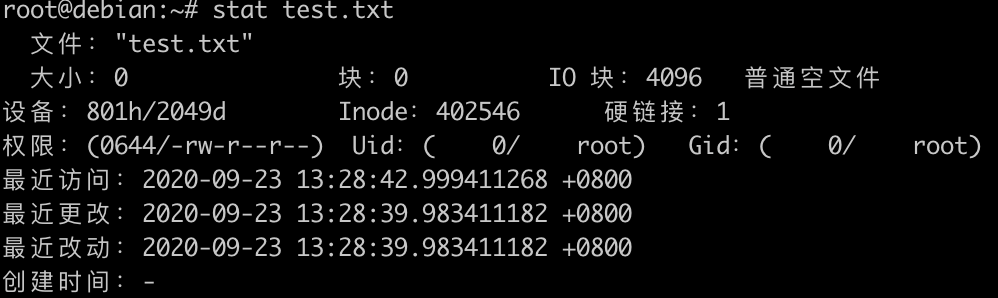 root@debian:~# stat test.txt
文件："test.txt"
大小：0 块：0 IO 块：4096 普通空文件
设备：801h/2049d Inode：402546 硬链接：1
权限：(0644/-rw-r--r--) Uid：( 0/ root) Gid：( 0/ root)
最近访问：2020-09-23 13:28:42.999411268 +0800
最近更改：2020-09-23 13:28:39.983411182 +0800
最近改动：2020-09-23 13:28:39.983411182 +0800
创建时间：-